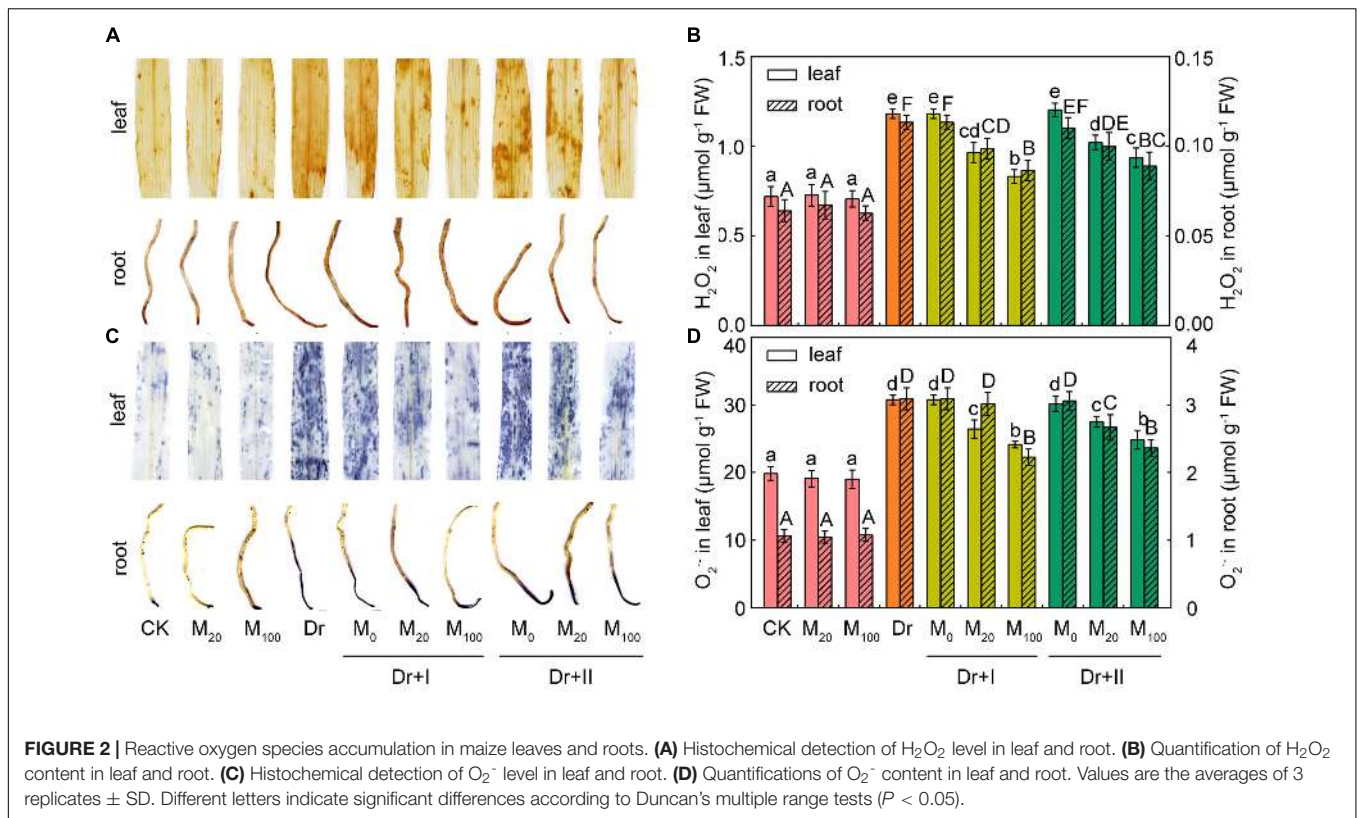 A
leaf
root
C
leaf
root
CK M₂₀ M₁₀₀ Dr M₀ M₂₀ M₁₀₀ M₀ M₂₀ M₁₀₀
Dr+I Dr+II
B
H₂O₂ in leaf (μmol g⁻¹ FW)
1.5
1.0
0.5
0.0
leaf
root
a A a A a A e F e F cd CD b B e EF d DE c BC
0.15
0.10
0.05
0.00
H₂O₂ in root (μmol g⁻¹ FW)
D
O₂·⁻ in leaf (μmol g⁻¹ FW)
40
30
20
10
0
leaf
root
a A a A a A d D d D c D b B d D c C b B
4
3
2
1
0
O₂·⁻ in root (μmol g⁻¹ FW)
CK M₂₀ M₁₀₀ Dr M₀ M₂₀ M₁₀₀ M₀ M₂₀ M₁₀₀
Dr+I Dr+II
FIGURE 2 | Reactive oxygen species accumulation in maize leaves and roots. (A) Histochemical detection of H₂O₂ level in leaf and root. (B) Quantification of H₂O₂
content in leaf and root. (C) Histochemical detection of O₂⁻ level in leaf and root. (D) Quantifications of O₂⁻ content in leaf and root. Values are the averages of 3
replicates ± SD. Different letters indicate significant differences according to Duncan's multiple range tests (P < 0.05).